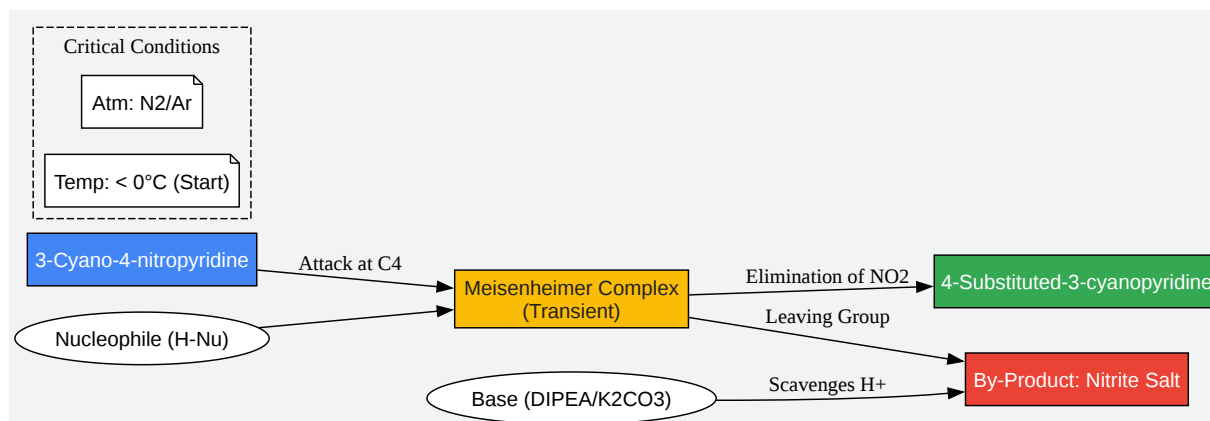 Critical Conditions
Atm: N2/Ar
Temp: < 0°C (Start)
3-Cyano-4-nitropyridine
Attack at C4
Nucleophile (H-Nu)
Meisenheimer Complex
(Transient)
Elimination of NO2
4-Substituted-3-cyanopyridine
Leaving Group
By-Product: Nitrite Salt
Base (DIPEA/K2CO3)
Scavenges H+